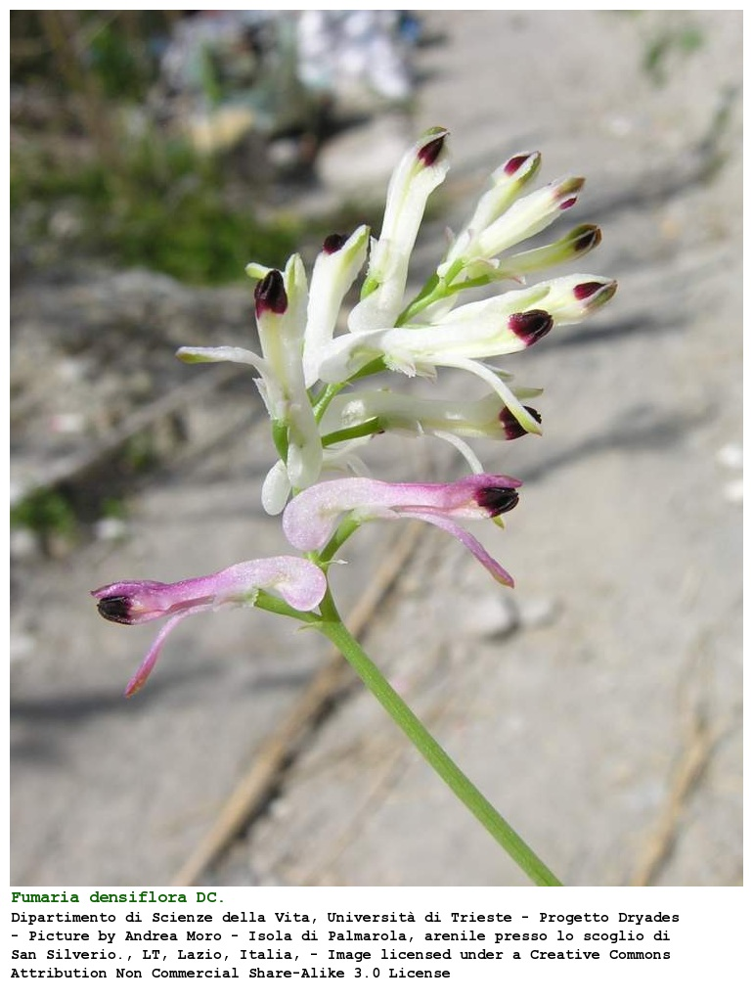 Fumaria densiflora DC.
Dipartimento di Scienze della Vita, Università di Trieste - Progetto Dryades
- Picture by Andrea Moro - Isola di Palmarola, arenile presso lo scoglio di
San Silverio., LT, Lazio, Italia, - Image licensed under a Creative Commons
Attribution Non Commercial Share-Alike 3.0 License